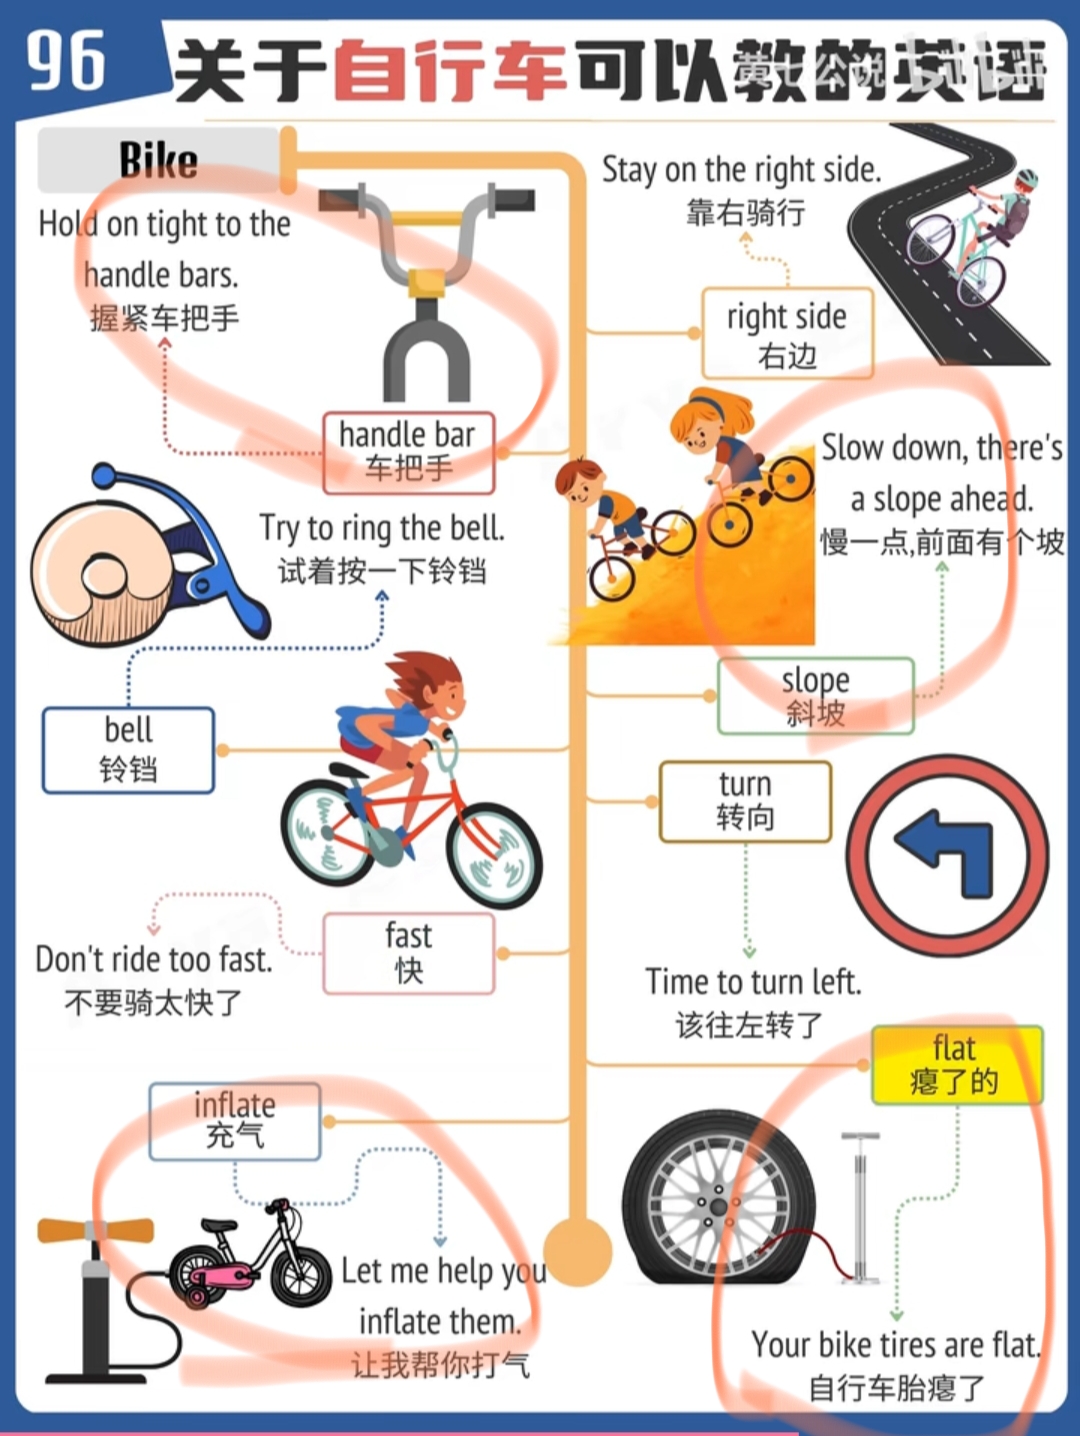 96
关于自行车可以教的英语
黄七公说 bilibili
Bike
Hold on tight to the
handle bars.
握紧车把手
handle bar
车把手
Stay on the right side.
靠右骑行
right side
右边
Try to ring the bell.
试着按一下铃铛
bell
铃铛
Slow down, there's
a slope ahead.
慢一点,前面有个坡
slope
斜坡
turn
转向
Time to turn left.
该往左转了
fast
快
Don't ride too fast.
不要骑太快了
flat
瘪了的
Your bike tires are flat.
自行车胎瘪了
inflate
充气
Let me help you
inflate them.
让我帮你打气